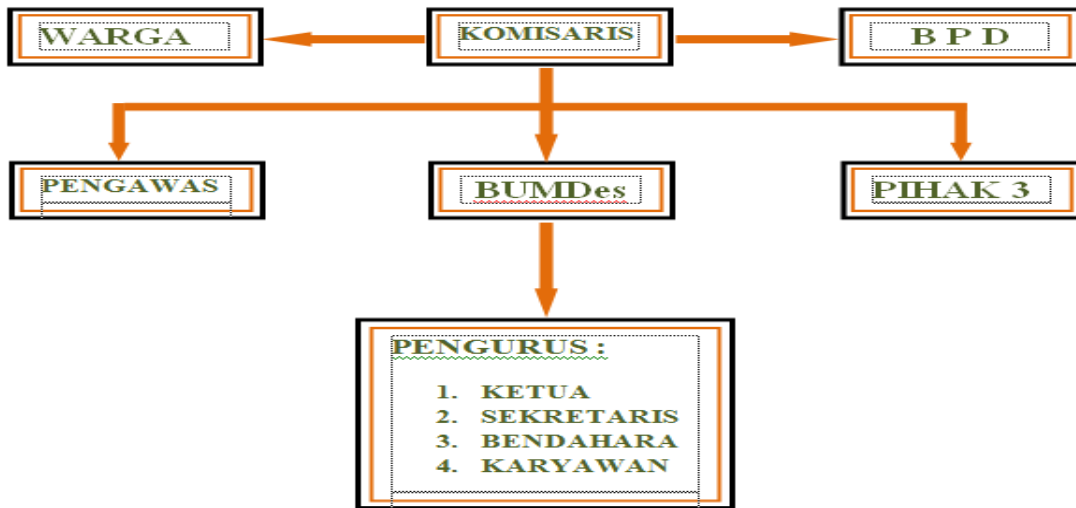 WARGA
KOMISARIS
B P D
PENGAWAS
BUMDes
PIHAK 3
PENGURUS :
1. KETUA
2. SEKRETARIS
3. BENDAHARA
4. KARYAWAN